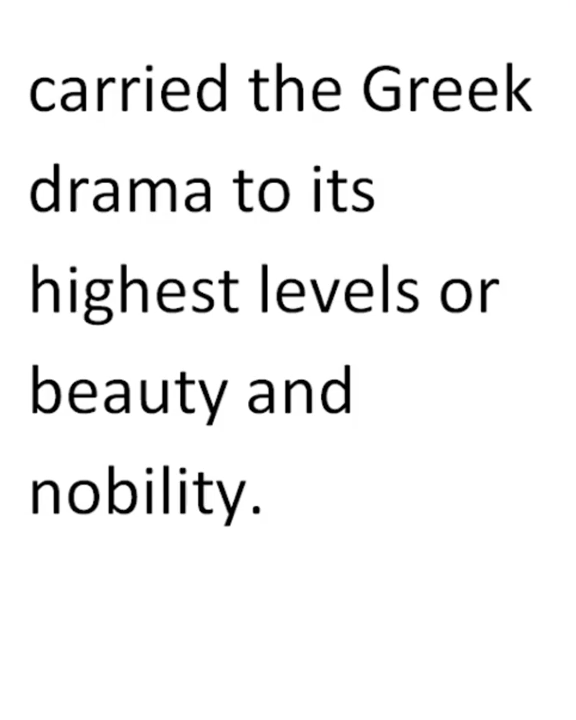 carried the Greek
drama to its
highest levels or
beauty and
nobility.